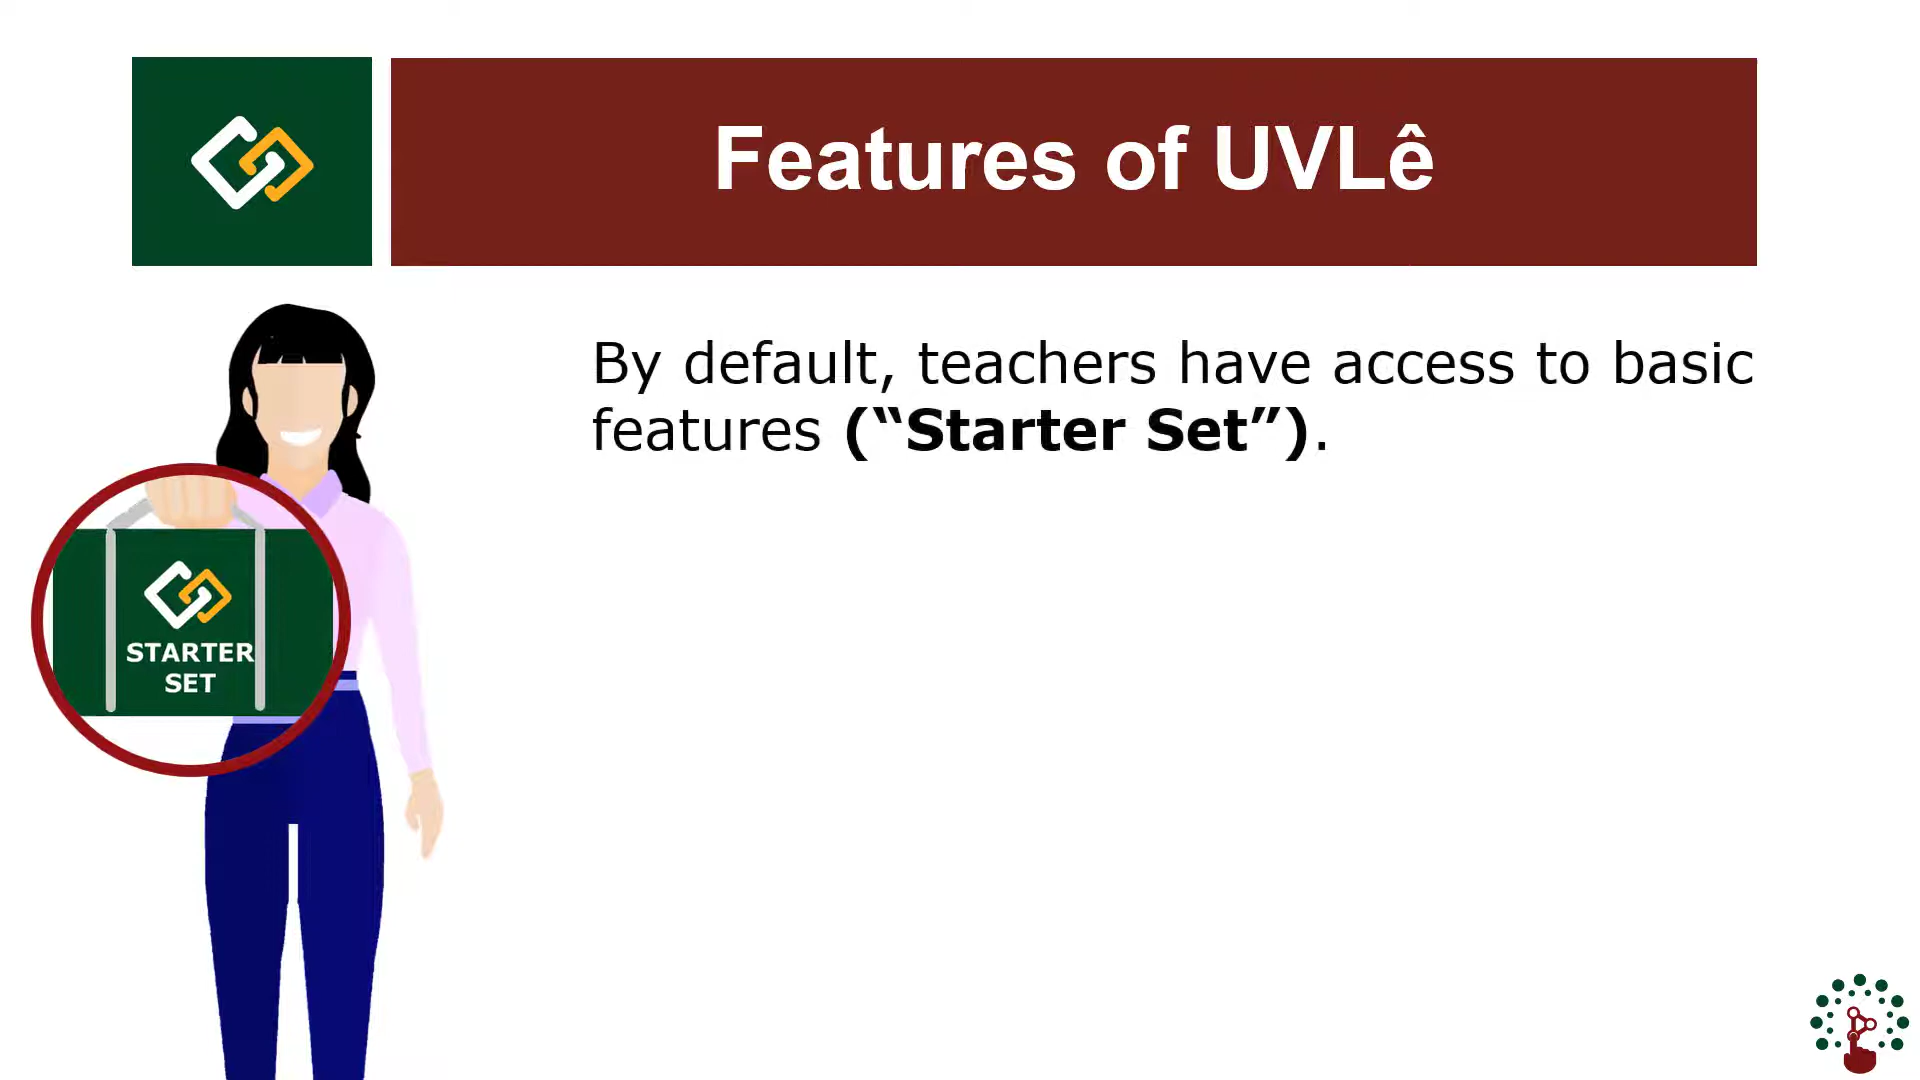 Features of UVLê
By default, teachers have access to basic
features (“Starter Set”).
STARTER
SET